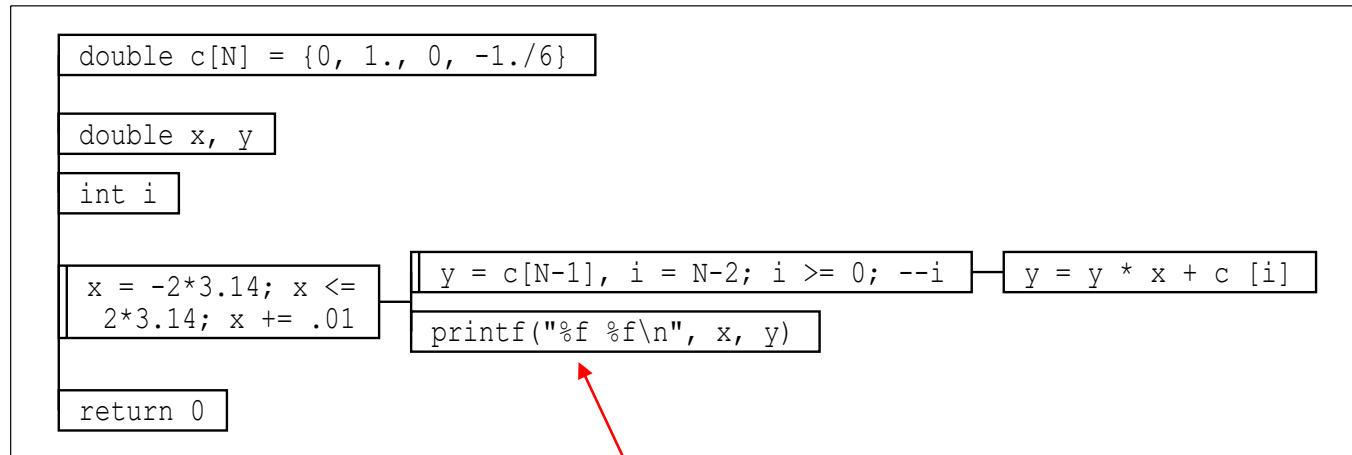 double c[N] = {0, 1., 0, -1./6}
double x, y
int i
x = -2*3.14; x <=
2*3.14; x += .01
y = c[N-1], i = N-2; i >= 0; --i
y = y * x + c [i]
printf("%f %f\n", x, y)
return 0